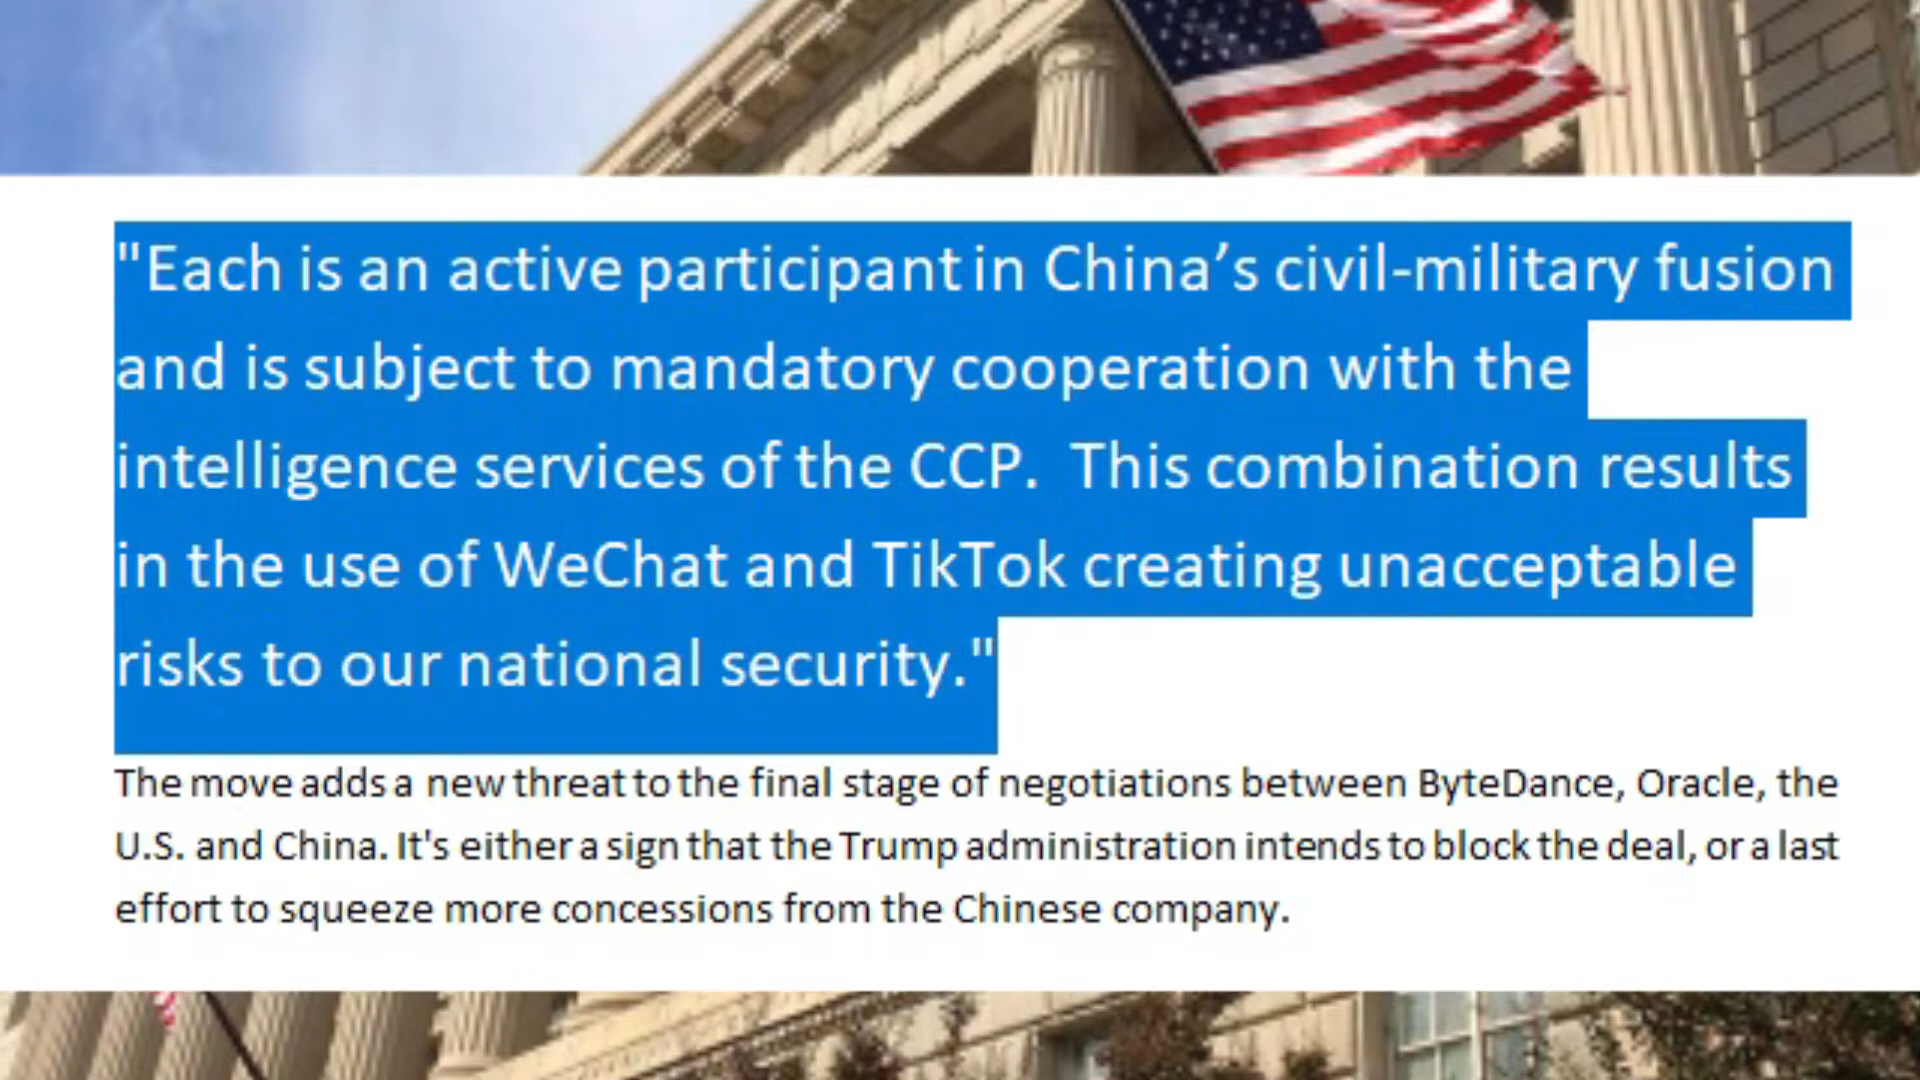 "Each is an active participant in China’s civil-military fusion
and is subject to mandatory cooperation with the
intelligence services of the CCP.  This combination results
in the use of WeChat and TikTok creating unacceptable
risks to our national security."
The move adds a new threat to the final stage of negotiations between ByteDance, Oracle, the
U.S. and China. It's either a sign that the Trump administration intends to block the deal, or a last
effort to squeeze more concessions from the Chinese company.